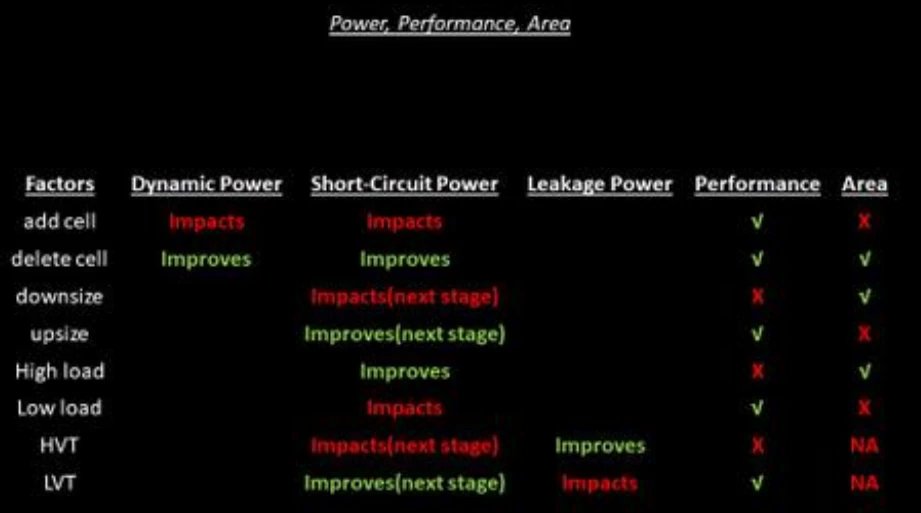 Power, Performance, Area
Factors Dynamic Power Short-Circuit Power Leakage Power Performance Area
add cell Impacts Impacts √ X
delete cell Improves Improves √ √
downsize Impacts(next stage) X √
upsize Improves(next stage) √ X
High load Improves X √
Low load Impacts √ X
HVT Impacts(next stage) Improves X NA
LVT Improves(next stage) Impacts √ NA